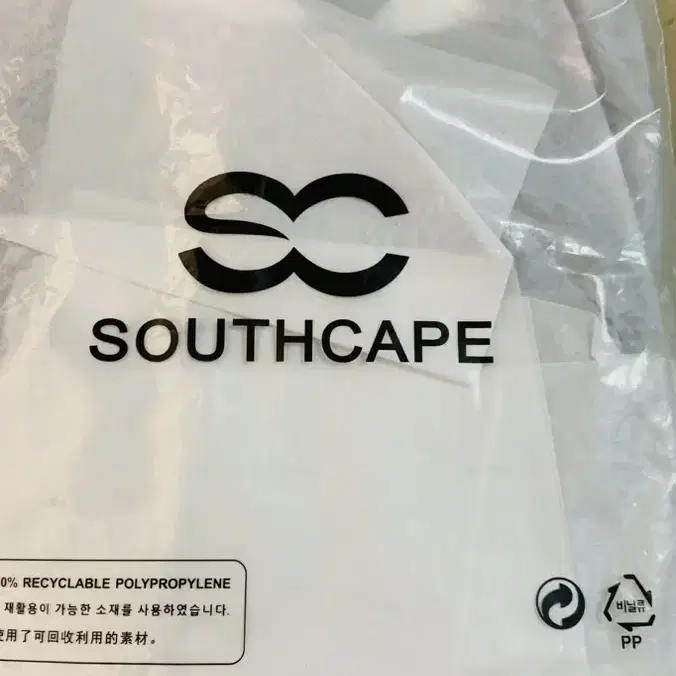 SC
SOUTHCAPE
0% RECYCLABLE POLYPROPYLENE
재활용이 가능한 소재를 사용하였습니다.
使用了可回收利用的素材。
비닐류
PP